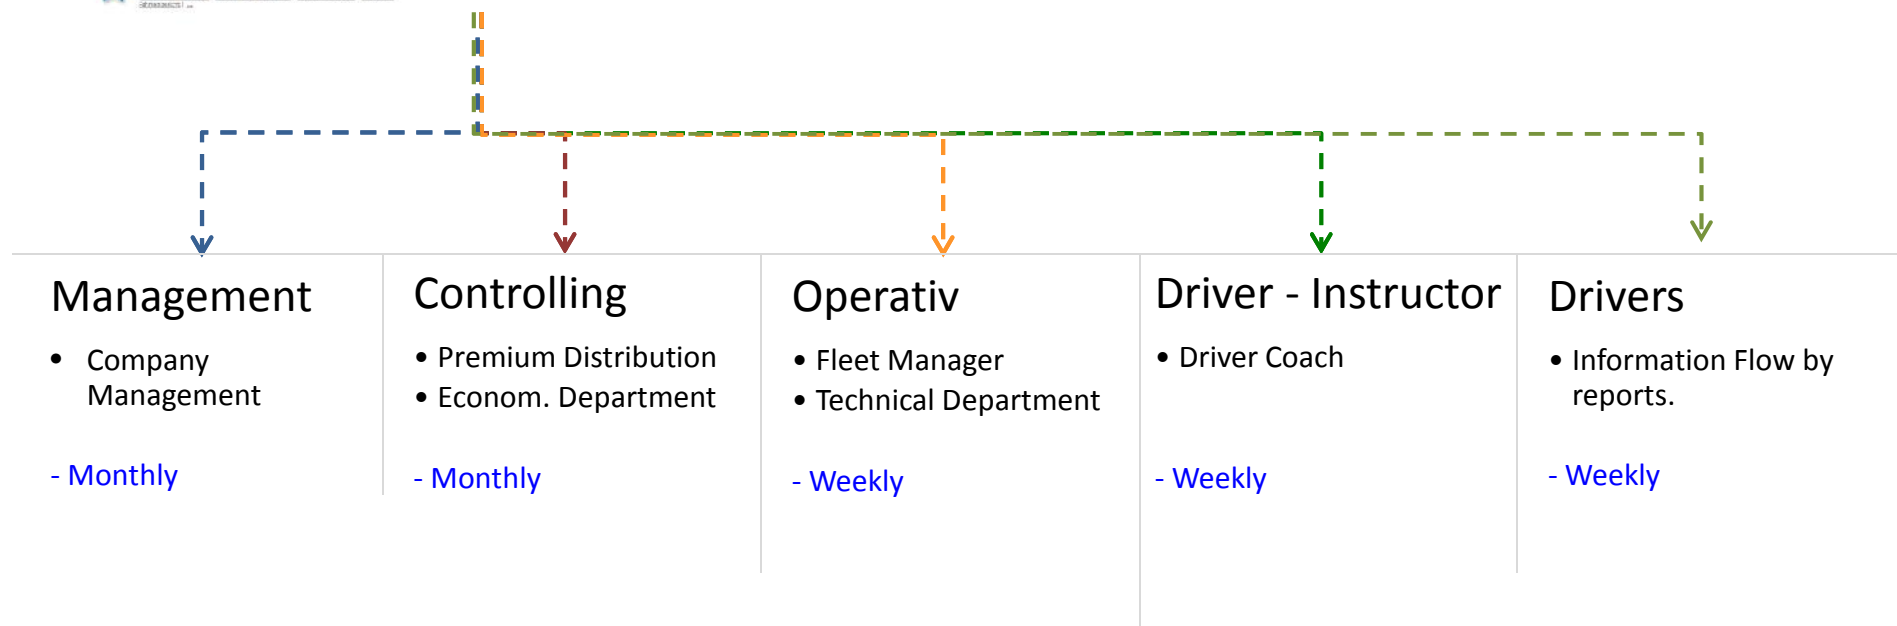 Management
• Company
Management
- Monthly
Controlling
• Premium Distribution
• Econom. Department
- Monthly
Operativ
• Fleet Manager
• Technical Department
- Weekly
Driver - Instructor
• Driver Coach
- Weekly
Drivers
• Information Flow by
reports.
- Weekly